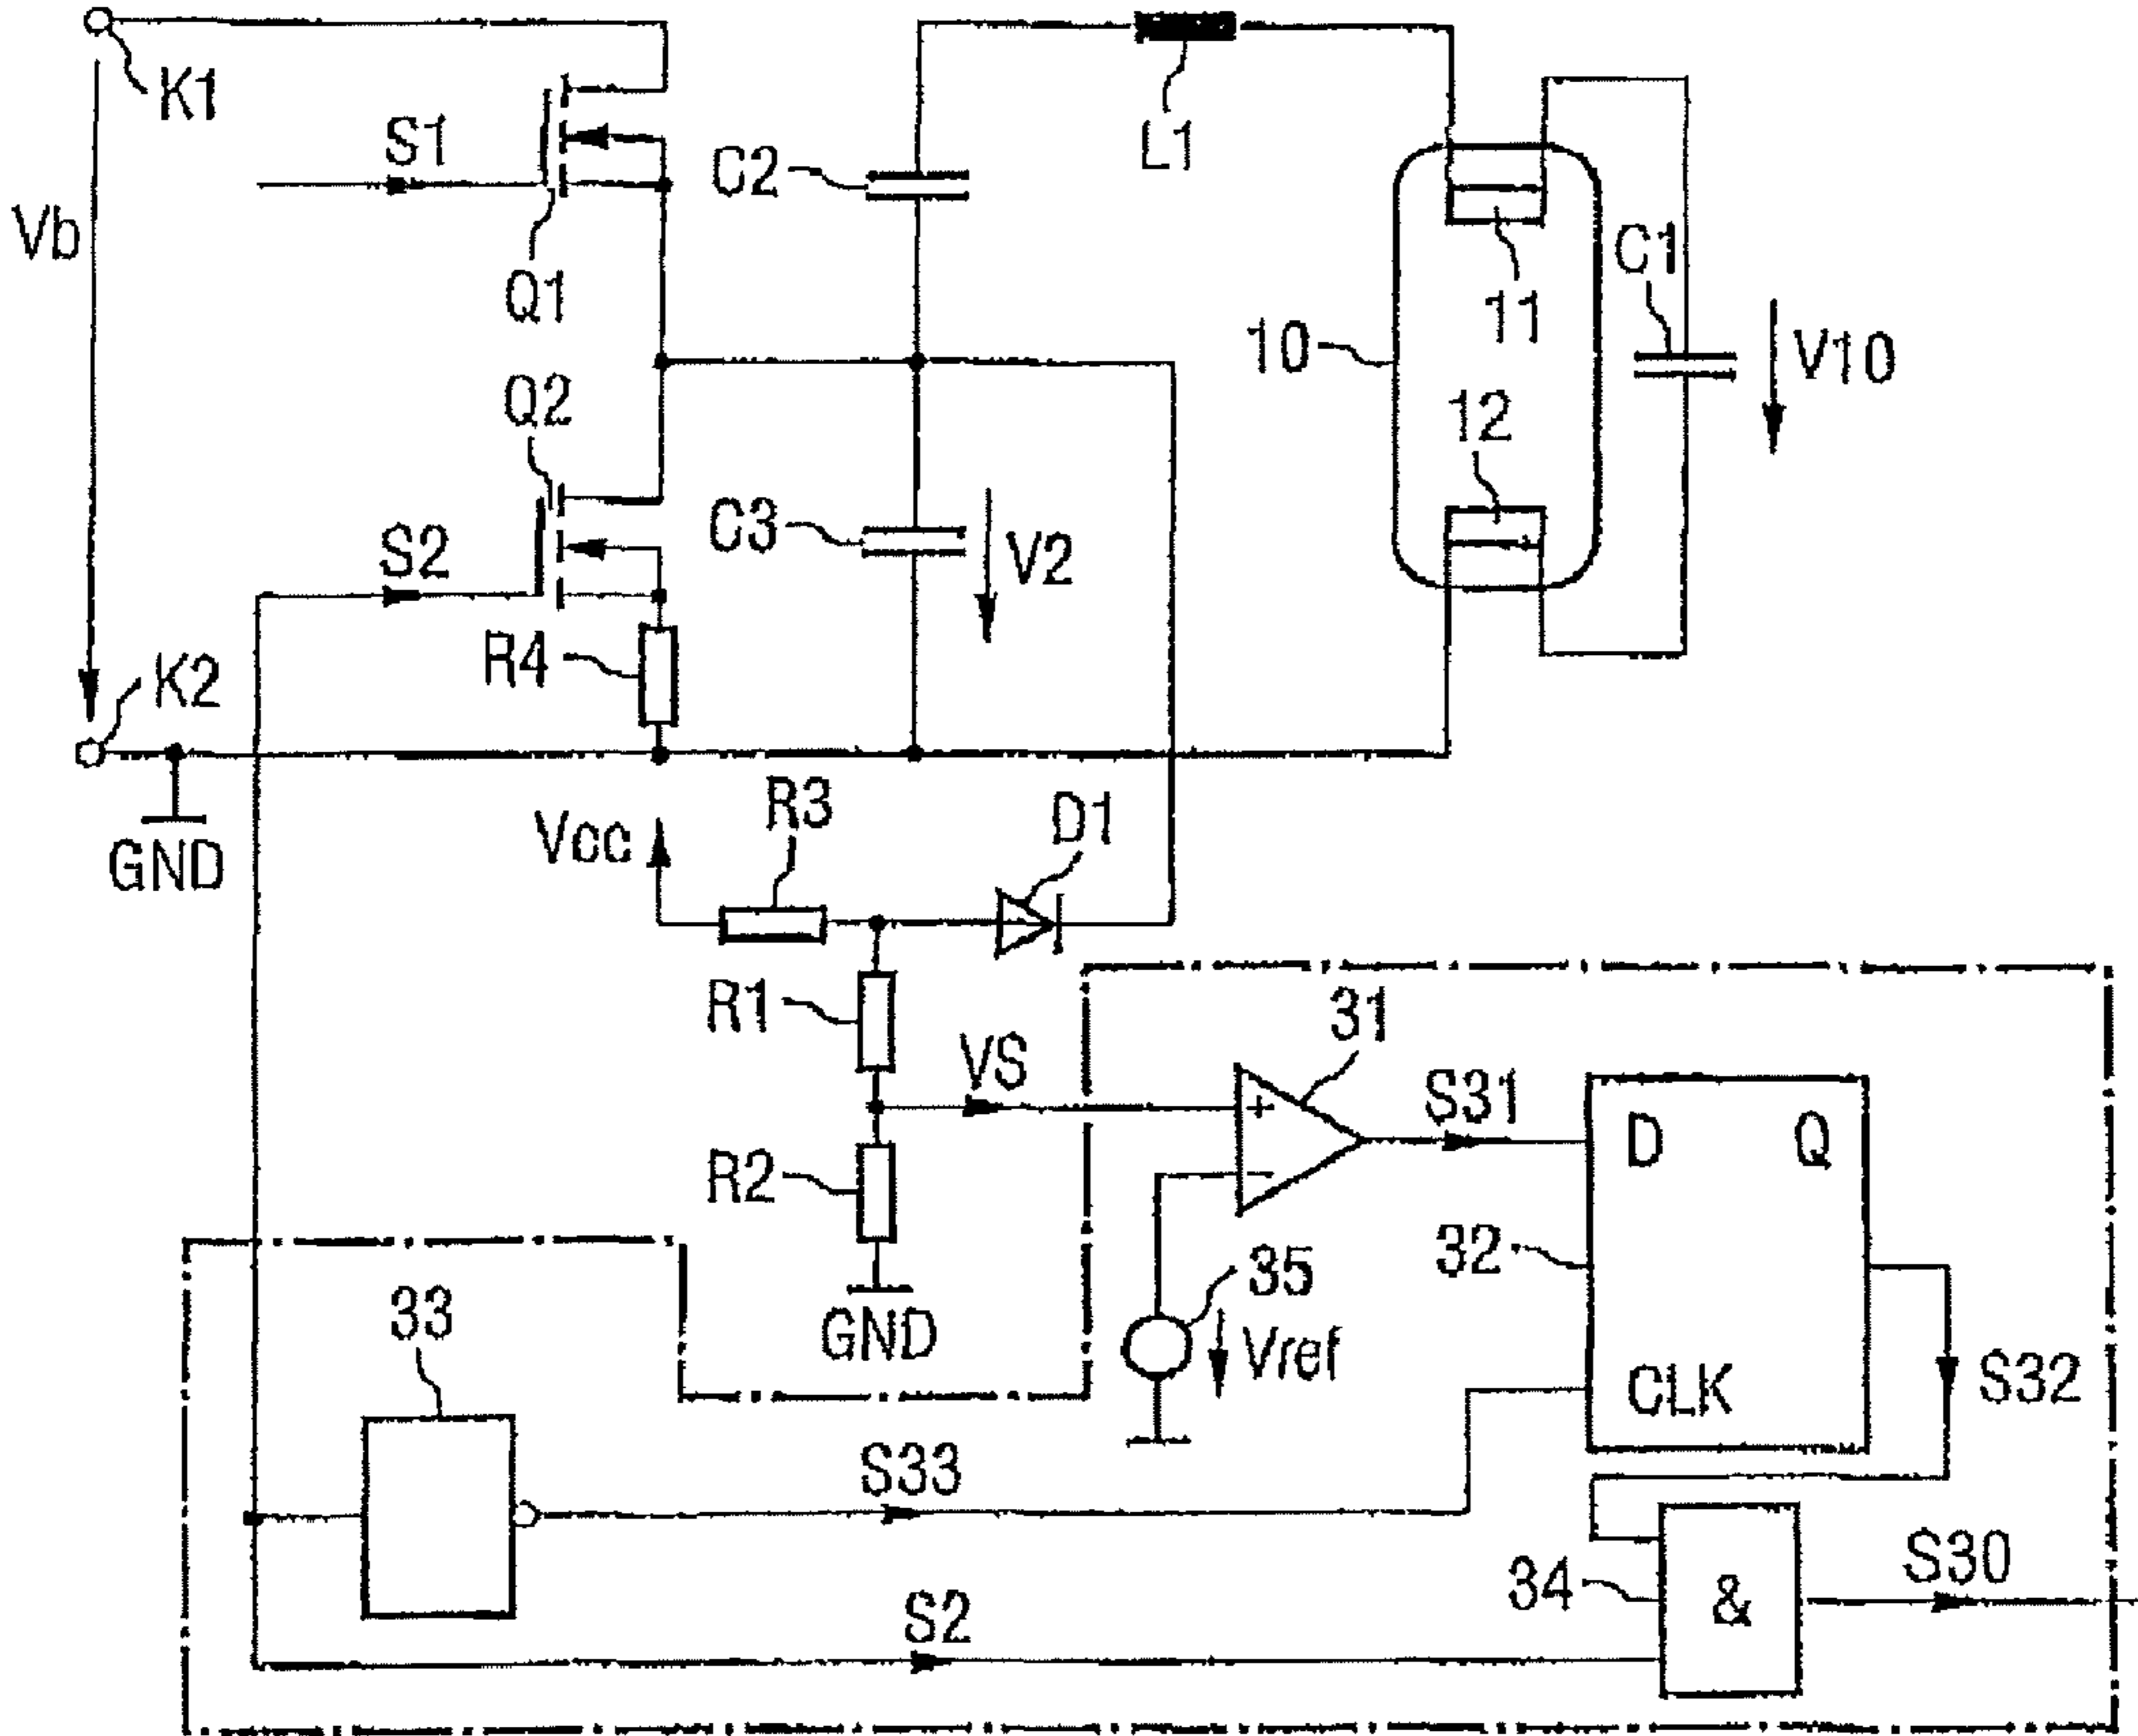 K1
L1
S1
C2
Vb
C1
Q1
11
10
V10
Q2
12
S2
C3
V2
R4
K2
R3
D1
Vcc
GND
R1
31
VS
S31
D
Q
R2
32
35
33
GND
Vref
S32
CLK
S33
34
&
S30
S2
+
−